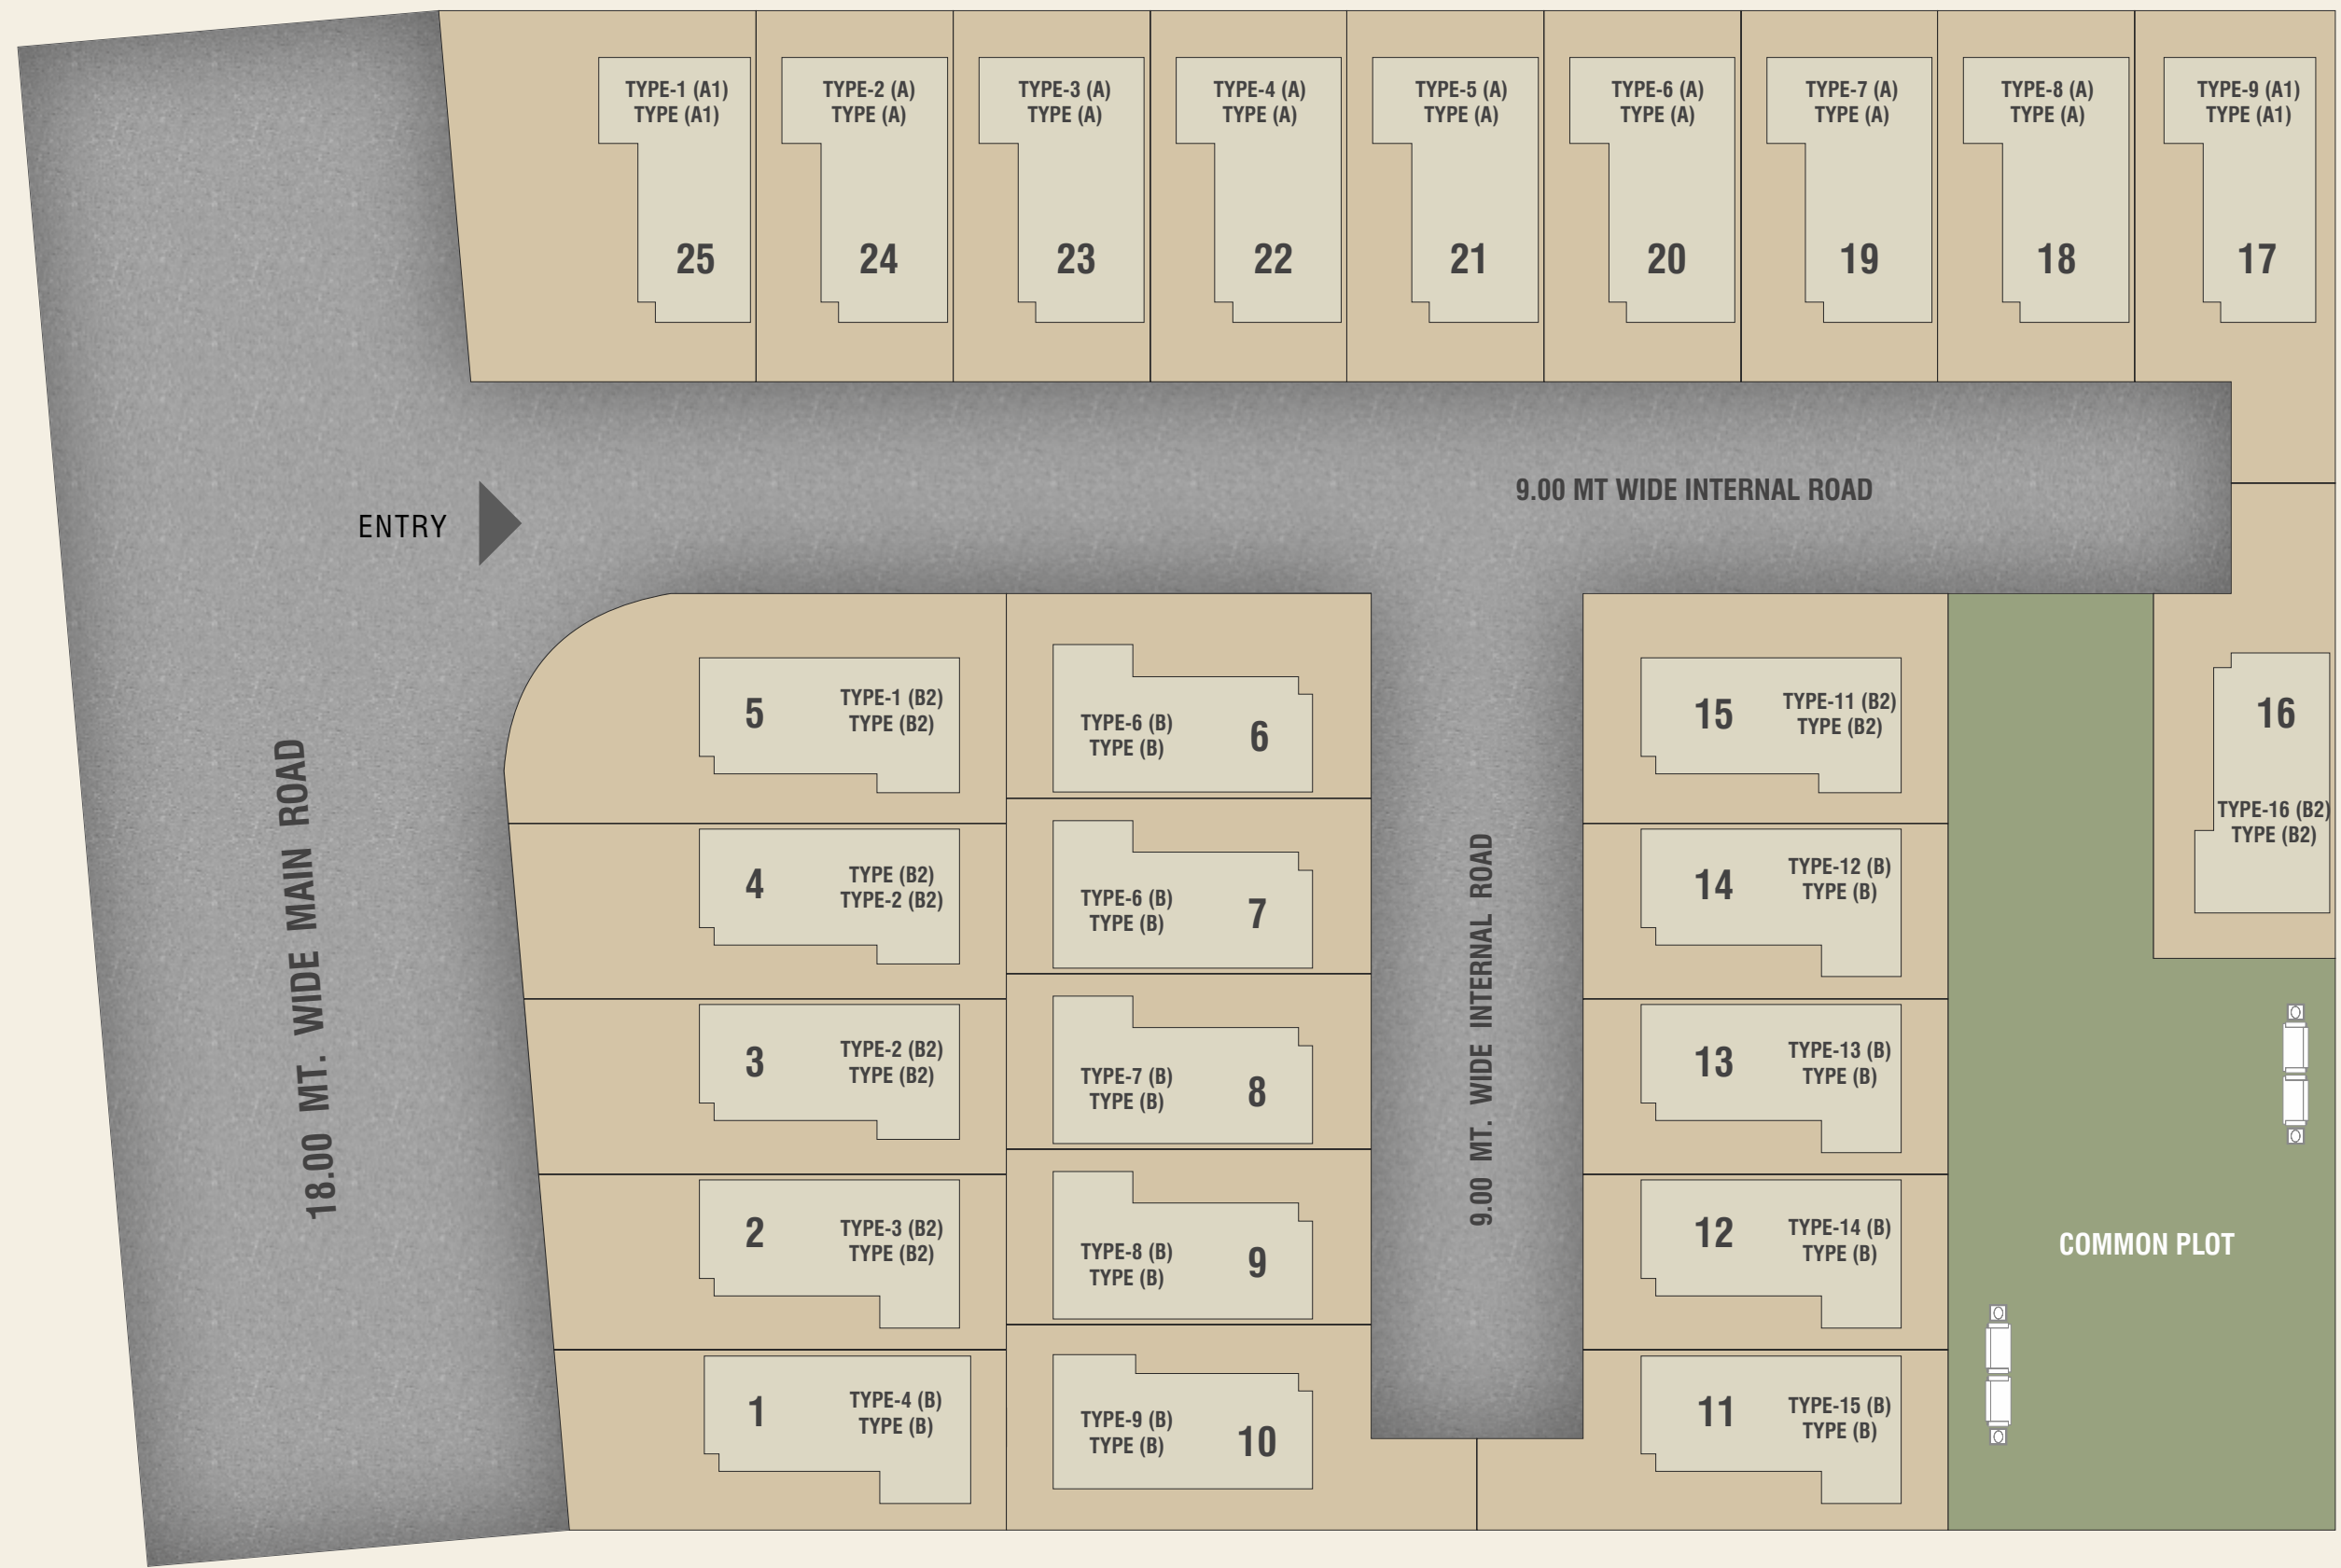 TYPE-1 (A1)
TYPE (A1)
25
TYPE-2 (A)
TYPE (A)
24
TYPE-3 (A)
TYPE (A)
23
TYPE-4 (A)
TYPE (A)
22
TYPE-5 (A)
TYPE (A)
21
TYPE-6 (A)
TYPE (A)
20
TYPE-7 (A)
TYPE (A)
19
TYPE-8 (A)
TYPE (A)
18
TYPE-9 (A1)
TYPE (A1)
17
9.00 MT WIDE INTERNAL ROAD
ENTRY
18.00 MT. WIDE MAIN ROAD
5
TYPE-1 (B2)
TYPE (B2)
4
TYPE (B2)
TYPE-2 (B2)
3
TYPE-2 (B2)
TYPE (B2)
2
TYPE-3 (B2)
TYPE (B2)
1
TYPE-4 (B)
TYPE (B)
TYPE-6 (B)
TYPE (B)
6
TYPE-6 (B)
TYPE (B)
7
TYPE-7 (B)
TYPE (B)
8
TYPE-8 (B)
TYPE (B)
9
TYPE-9 (B)
TYPE (B)
10
9.00 MT. WIDE INTERNAL ROAD
15
TYPE-11 (B2)
TYPE (B2)
14
TYPE-12 (B)
TYPE (B)
13
TYPE-13 (B)
TYPE (B)
12
TYPE-14 (B)
TYPE (B)
11
TYPE-15 (B)
TYPE (B)
16
TYPE-16 (B2)
TYPE (B2)
COMMON PLOT